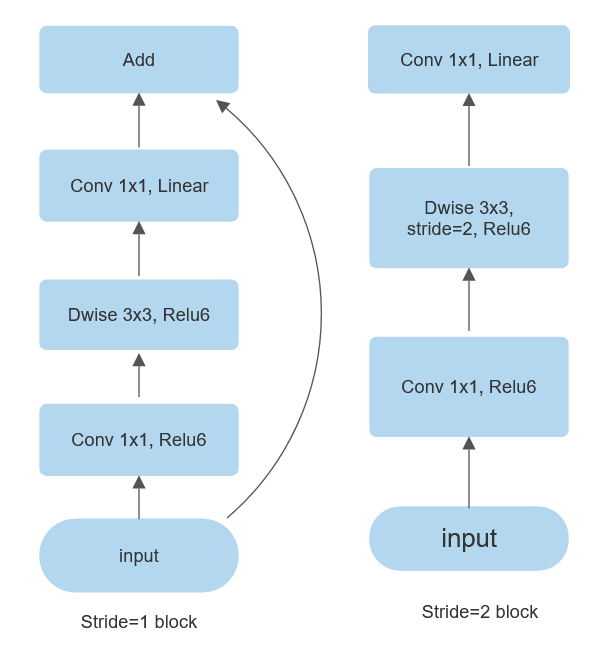 Add
Conv 1x1, Linear
Dwise 3x3, Relu6
Conv 1x1, Relu6
input
Stride=1 block
Conv 1x1, Linear
Dwise 3x3,
stride=2, Relu6
Conv 1x1, Relu6
input
Stride=2 block